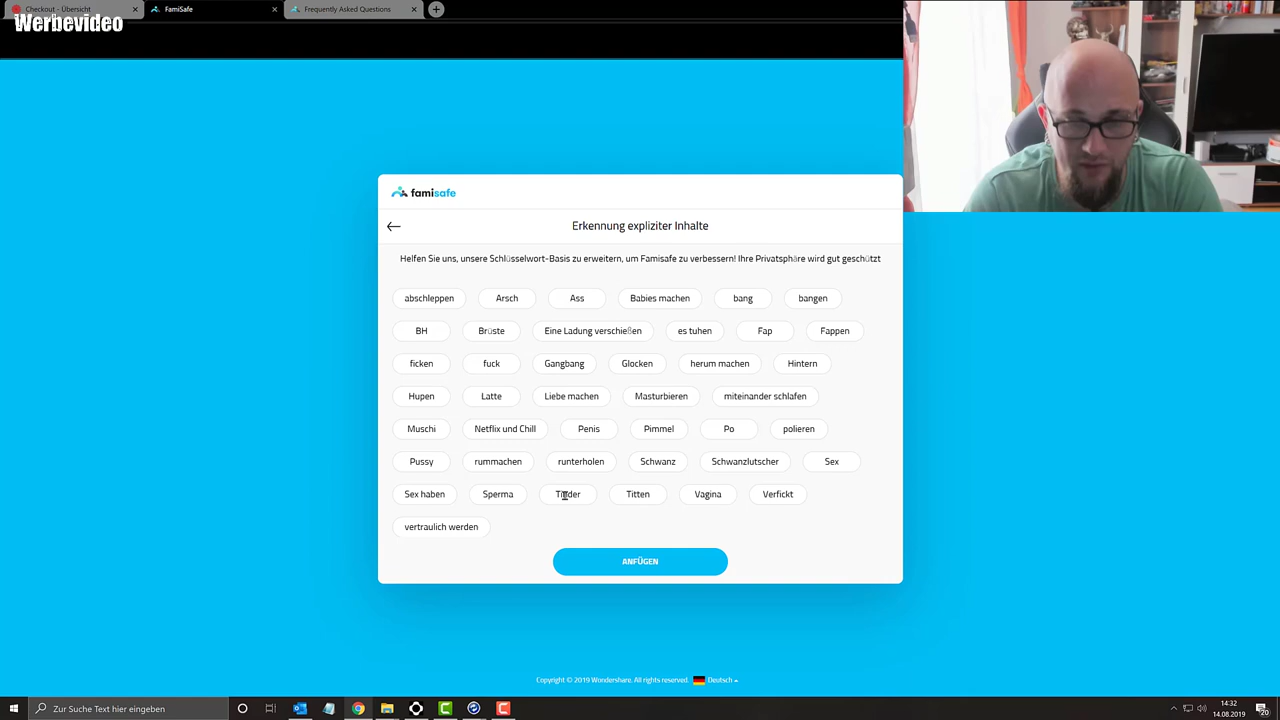 Checkout - Übersicht
FamiSafe
Frequently Asked Questions
Werbevideo
famisafe
Erkennung expliziter Inhalte
Helfen Sie uns, unsere Schlüsselwort-Basis zu erweitern, um Famisafe zu verbessern! Ihre Privatsphäre wird gut geschützt
abschleppen Arsch Ass Babies machen bang bangen
BH Brüste Eine Ladung verschießen es tuhen Fap Fappen
ficken fuck Gangbang Glocken herum machen Hintern
Hupen Latte Liebe machen Masturbieren miteinander schlafen
Muschi Netflix und Chill Penis Pimmel Po polieren
Pussy rummachen runterholen Schwanz Schwanzlutscher Sex
Sex haben Sperma Tinder Titten Vagina Verfickt
vertraulich werden
ANFÜGEN
Copyright © 2019 Wondershare. All rights reserved. Deutsch
Zur Suche Text hier eingeben
14:32
14.08.2019
20